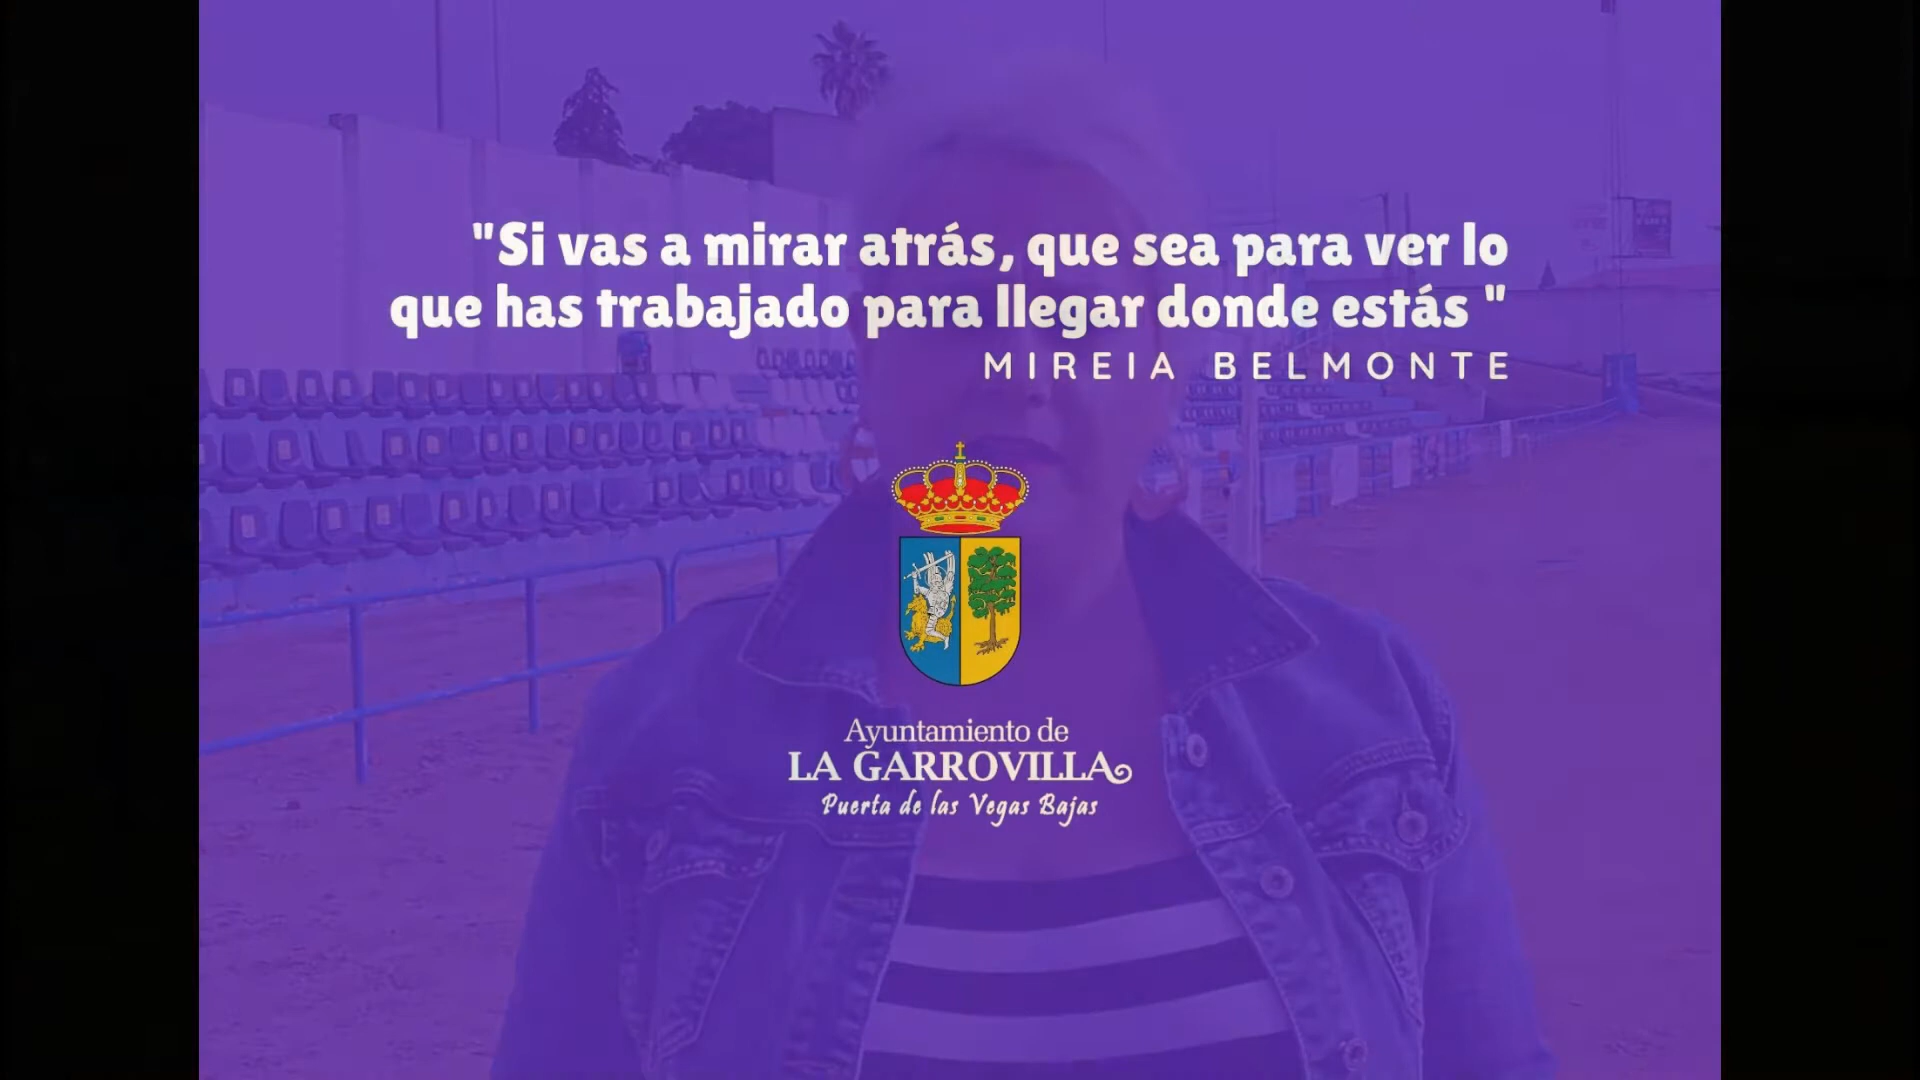 "Si vas a mirar atrás, que sea para ver lo
que has trabajado para llegar donde estás "
MIREIA BELMONTE
Ayuntamiento de
LA GARROVILLA
Puerta de las Vegas Bajas